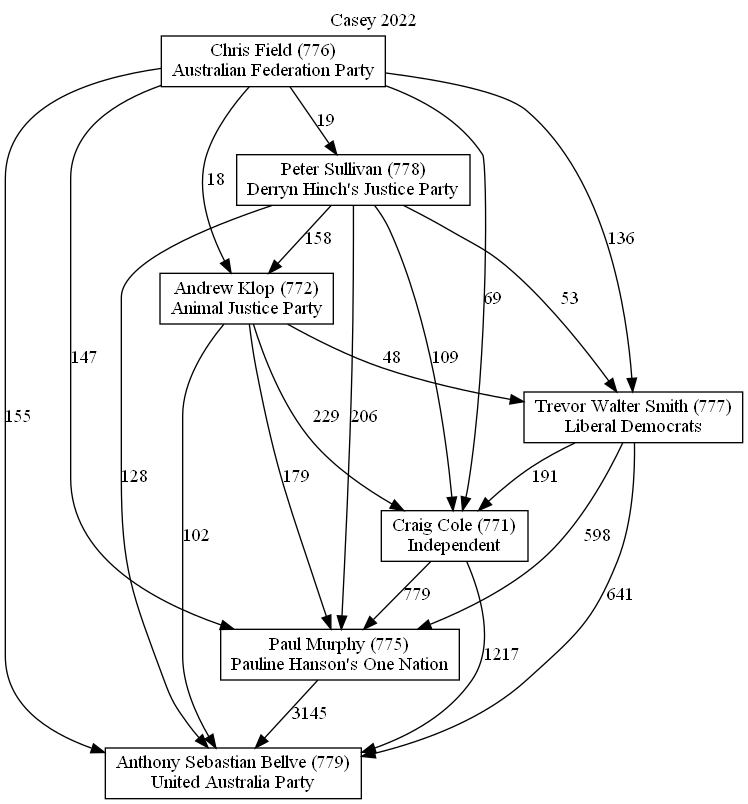 Casey 2022
Chris Field (776)
Australian Federation Party
19
Peter Sullivan (778)
Derryn Hinch's Justice Party
18
158
136
Andrew Klop (772)
Animal Justice Party
69
53
147
48
109
155
229
206
Trevor Walter Smith (777)
Liberal Democrats
128
179
191
102
Craig Cole (771)
Independent
598
779
641
Paul Murphy (775)
Pauline Hanson's One Nation
1217
3145
Anthony Sebastian Bellve (779)
United Australia Party